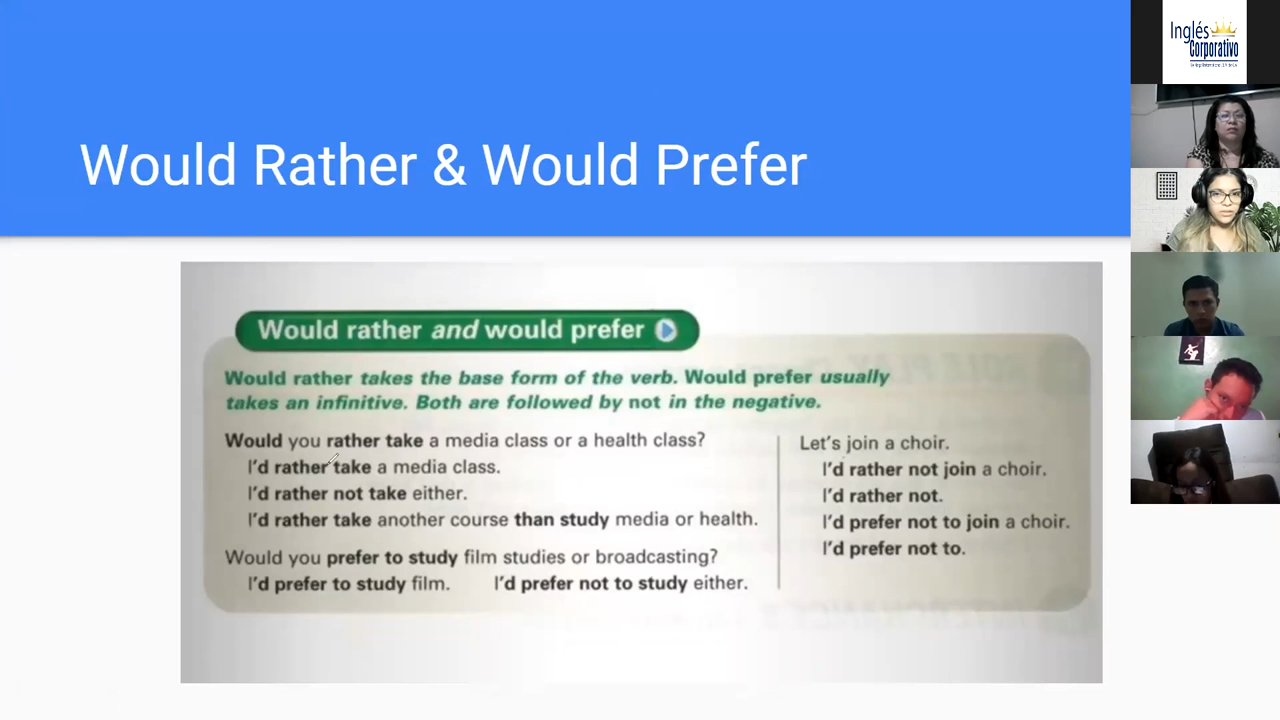 Would Rather & Would Prefer
Would rather and would prefer
Would rather takes the base form of the verb. Would prefer usually
takes an infinitive. Both are followed by not in the negative.
Would you rather take a media class or a health class?
I'd rather take a media class.
I'd rather not take either.
I'd rather take another course than study media or health.
Would you prefer to study film studies or broadcasting?
I'd prefer to study film. I'd prefer not to study either.
Let's join a choir.
I'd rather not join a choir.
I'd rather not.
I'd prefer not to join a choir.
I'd prefer not to.
Inglés
Corporativo